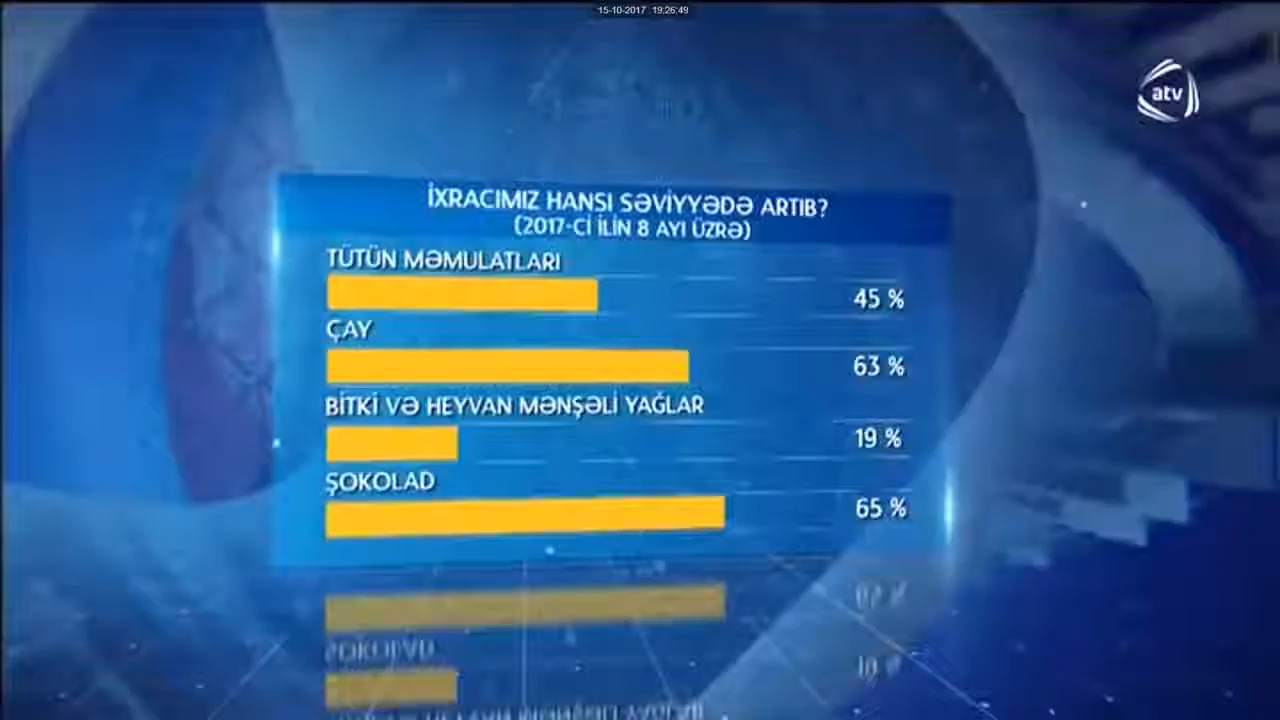 15-10-2017 19:26:49
atv
İXRACIMIZ HANSI SƏVİYYƏDƏ ARTIB?
(2017-Cİ İLİN 8 AYI ÜZRƏ)
TÜTÜN MƏMULATLARI
45 %
ÇAY
63 %
BİTKİ VƏ HEYVAN MƏNŞƏLİ YAĞLAR
19 %
ŞOKOLAD
65 %